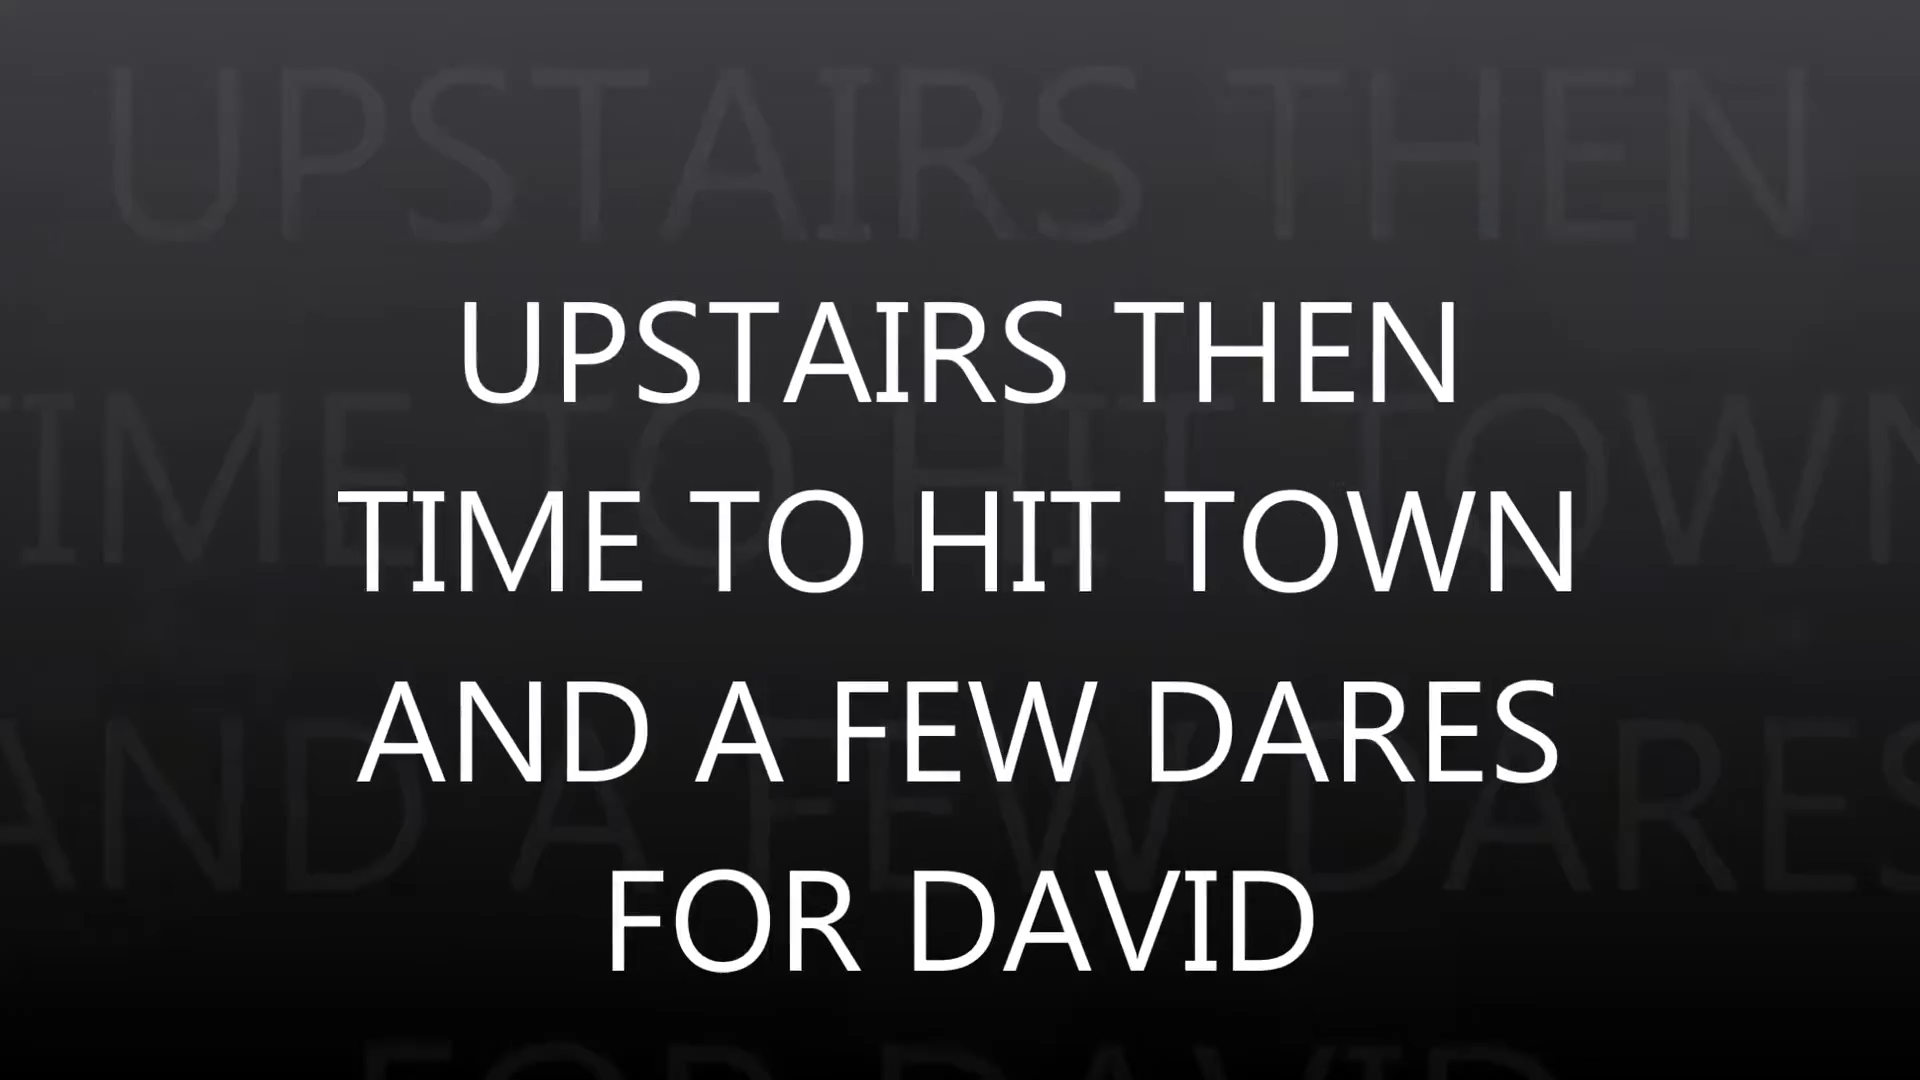 UPSTAIRS THEN
TIME TO HIT TOWN
AND A FEW DARES
FOR DAVID